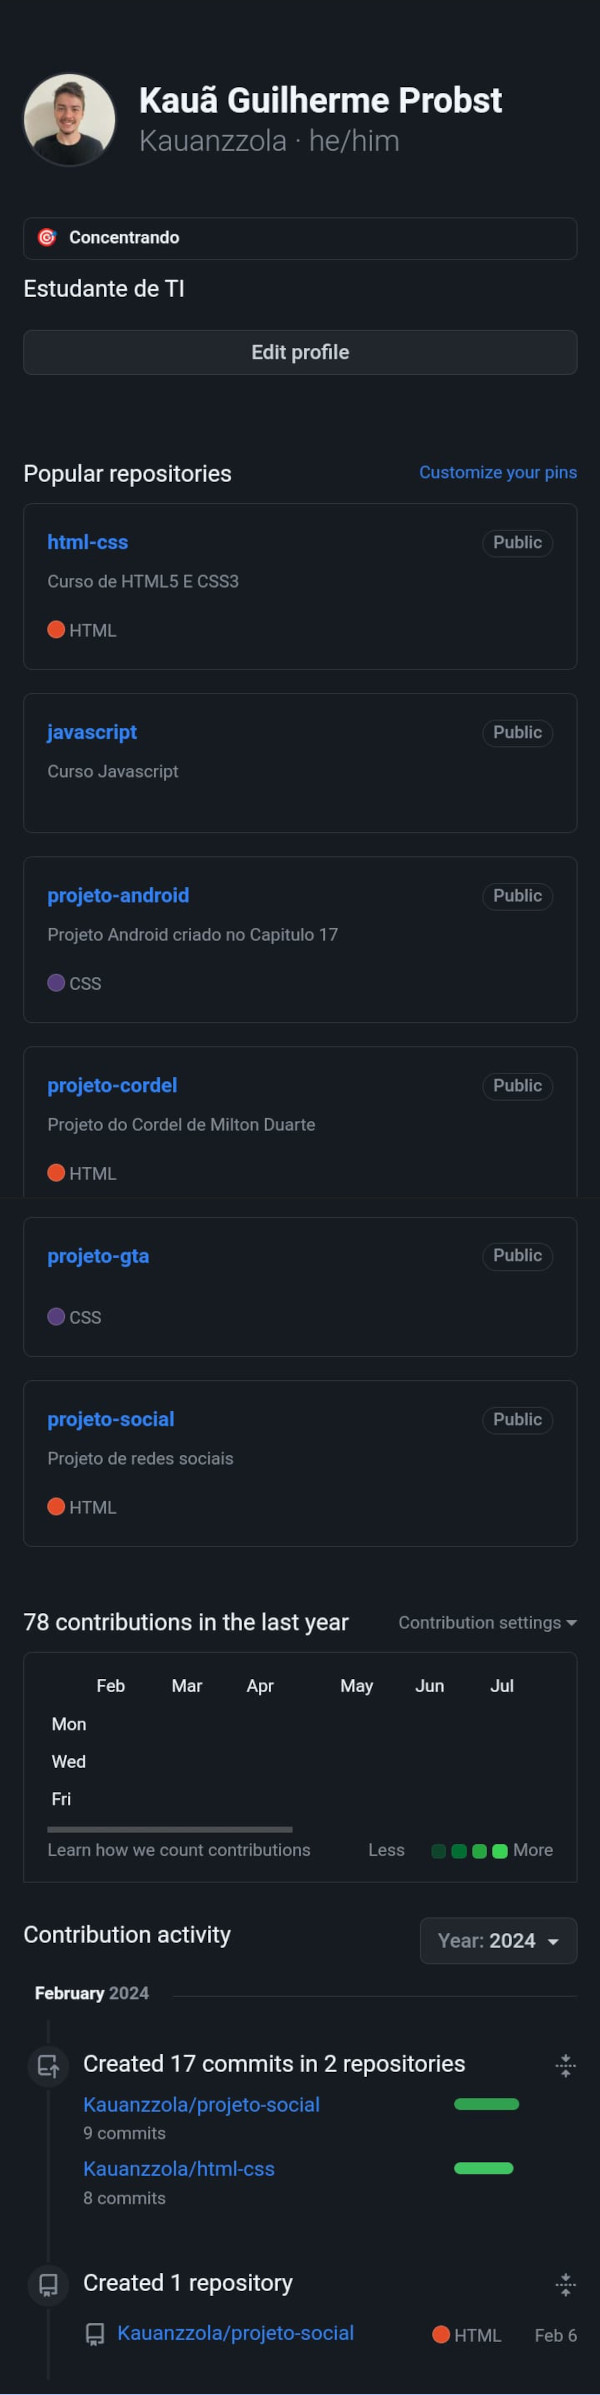 Kauã Guilherme Probst
Kauanzzola · he/him
🎯 Concentrando
Estudante de TI
Edit profile
Popular repositories Customize your pins
html-css Public
Curso de HTML5 E CSS3
HTML
javascript Public
Curso Javascript
projeto-android Public
Projeto Android criado no Capitulo 17
CSS
projeto-cordel Public
Projeto do Cordel de Milton Duarte
HTML
projeto-gta Public
CSS
projeto-social Public
Projeto de redes sociais
HTML
78 contributions in the last year Contribution settings
Feb Mar Apr May Jun Jul
Mon
Wed
Fri
Learn how we count contributions Less More
Contribution activity Year: 2024
February 2024
Created 17 commits in 2 repositories
Kauanzzola/projeto-social
9 commits
Kauanzzola/html-css
8 commits
Created 1 repository
Kauanzzola/projeto-social HTML Feb 6